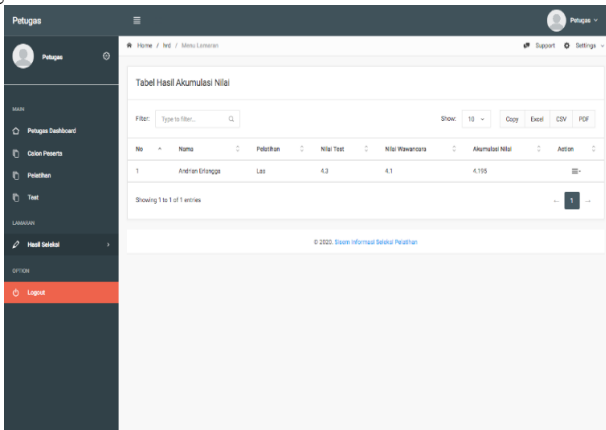 Petugas
Petugas
Home / hrd / Menu Lamaran
Support Settings
Petugas
MAIN
Petugas Dashboard
Calon Peserta
Pelatihan
Test
LAMARAN
Hasil Seleksi
OPTION
Logout
Tabel Hasil Akumulasi Nilai
Filter: Type to filter... Show: 10 Copy Excel CSV PDF
No Nama Pelatihan Nilai Test Nilai Wawancara Akumulasi Nilai Action
1 Andrian Erlangga Las 4.3 4.1 4.195
Showing 1 to 1 of 1 entries
← 1 →
© 2020. Sistem Informasi Seleksi Pelatihan